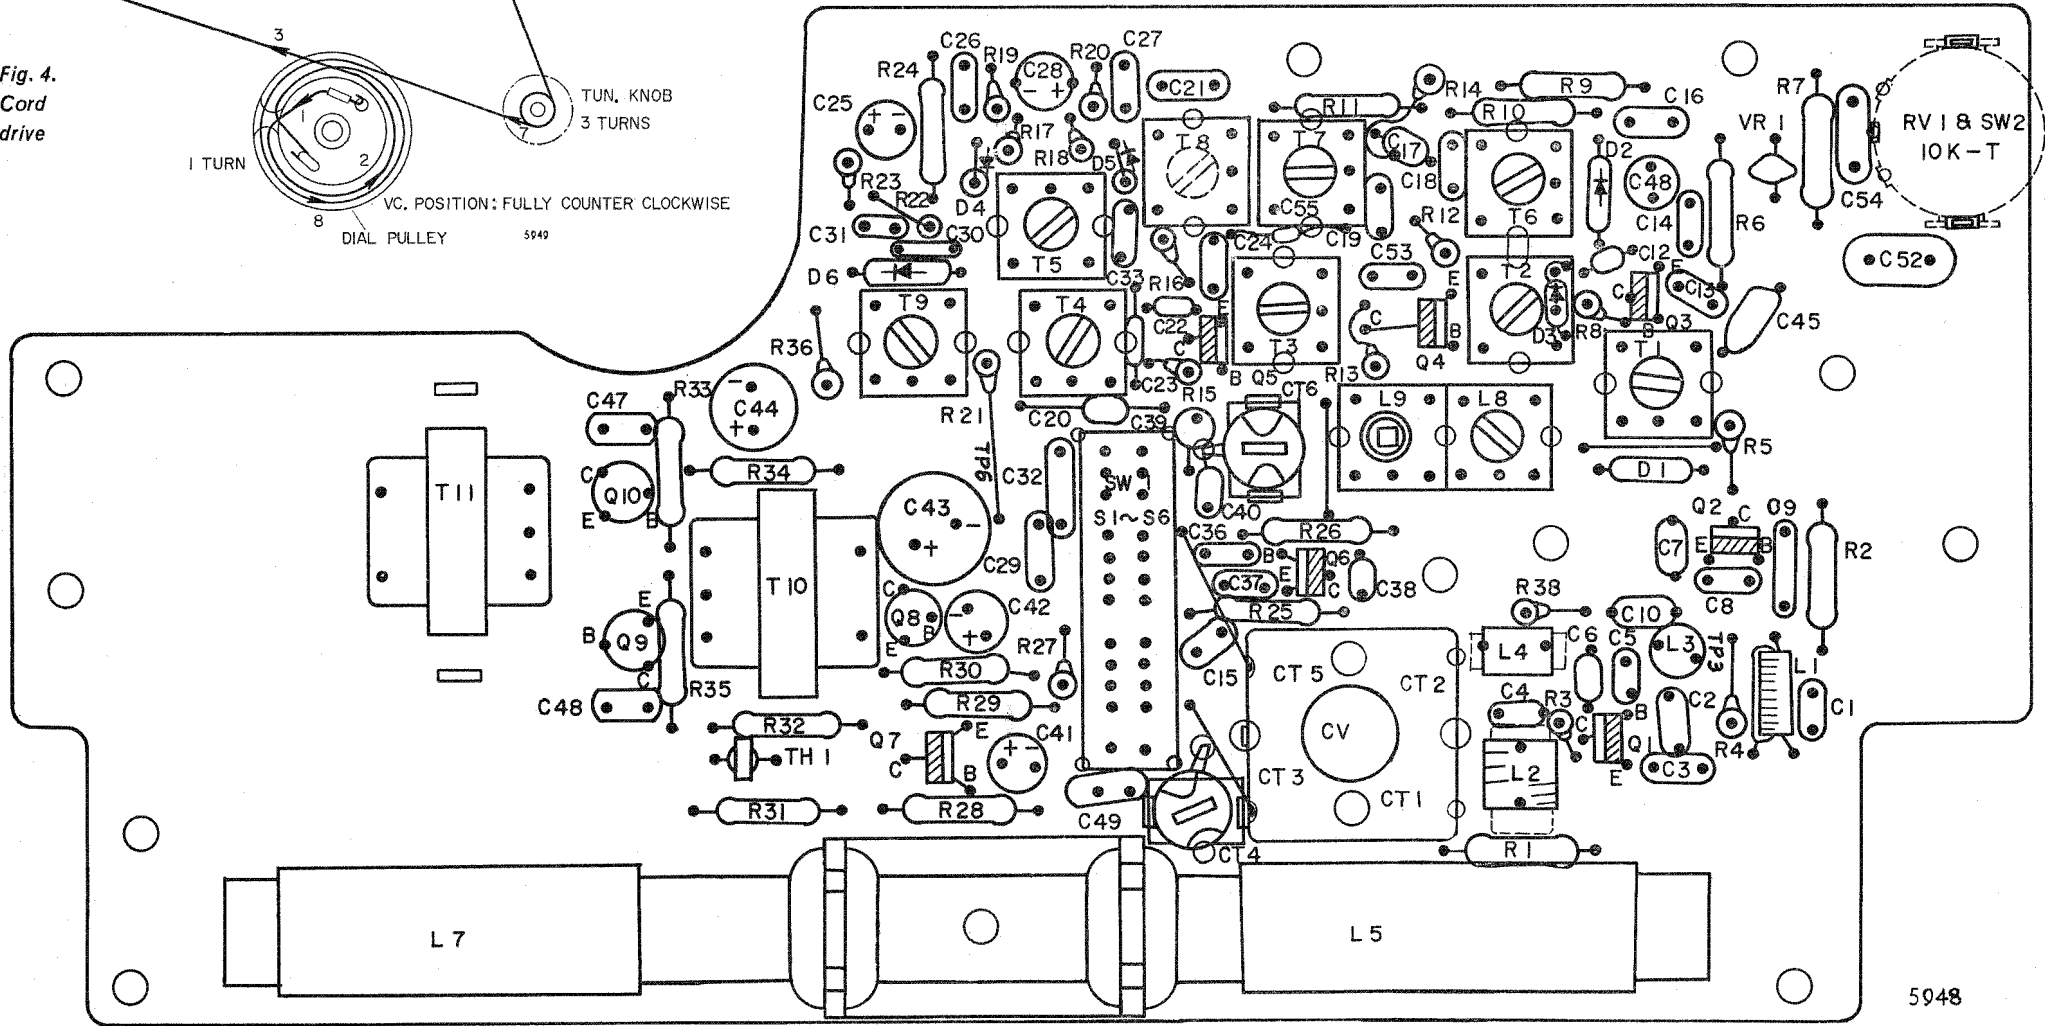 Fig. 4.
Cord
drive
3
1
2
7
8
1 TURN
TUN. KNOB
3 TURNS
VC. POSITION: FULLY COUNTER CLOCKWISE
DIAL PULLEY
5949
C26
R19
C28
- +
R20
C27
R24
C21
R14
R9
R11
R10
C16
R7
C25
+ -
VR 1
RV 1 & SW2
10K-T
R17
R18
D5
T8
T7
C17
D2
C18
C48
C54
R23
R22
D4
C55
R12
T6
C14
R6
C31
C30
T5
C24
C19
C53
C12
C52
D6
C33
R16
E
E
T2
C
E
C13
T9
T4
C22
C
T3
C
B
D3
R8
B
Q3
C45
R36
C23
B
Q5
R13
Q4
T1
R33
-
C44
+
R15
CT6
C47
R21
C20
C39
L9
L8
R5
TP6
R34
C32
D1
T11
C
Q10
E
B
C43
-
+
SW 1
S1~S6
C40
Q2
C
C9
E
B
C36
R26
B
Q6
C7
R2
C29
T10
C37
E
C
C38
C8
E
C
Q8
B
E
-
C42
+
R25
R38
C10
B
Q9
C
R27
C6
C5
L3
TP3
L1
L4
R30
C15
CT 5
CT 2
R35
C48
R29
C4
R3
C2
C1
R32
Q7
E
C41
+ -
CV
C
B
Q1
R4
TH 1
C
B
CT 3
L2
E
C3
R31
R28
C49
CT 1
CT 4
R1
L 7
L 5
5948